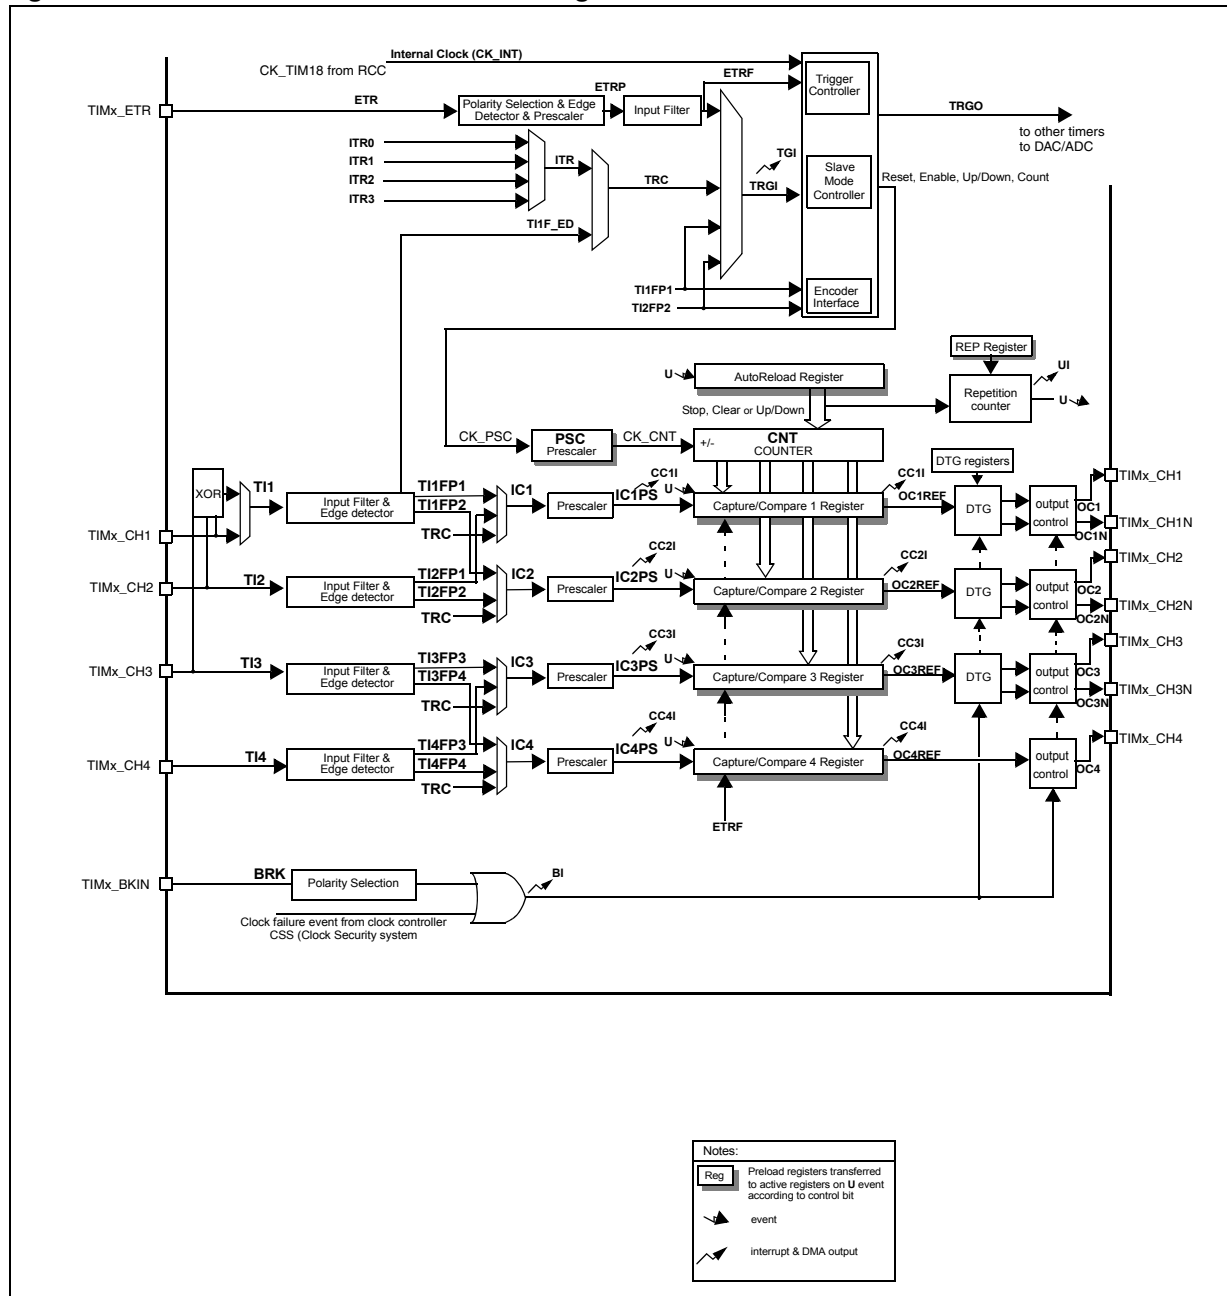 Internal Clock (CK_INT)
CK_TIM18 from RCC
TIMx_ETR
ETR
Polarity Selection & Edge
Detector & Prescaler
ETRP
Input Filter
ETRF
Trigger
Controller
TRGO
to other timers
to DAC/ADC
ITR0
ITR1
ITR2
ITR3
ITR
TRC
TI1F_ED
TGI
TRGI
Slave
Mode
Controller
Reset, Enable, Up/Down, Count
TI1FP1
TI2FP2
Encoder
Interface
REP Register
U
AutoReload Register
UI
Repetition
counter
U
Stop, Clear or Up/Down
CK_PSC
PSC
Prescaler
CK_CNT
+/-
CNT
COUNTER
DTG registers
XOR
TI1
Input Filter &
Edge detector
TI1FP1
TI1FP2
TRC
IC1
Prescaler
CC1I
IC1PS
U
Capture/Compare 1 Register
CC1I
OC1REF
DTG
output
control
OC1
OC1N
TIMx_CH1
TIMx_CH1N
TIMx_CH1
TIMx_CH2
TI2
Input Filter &
Edge detector
TI2FP1
TI2FP2
TRC
IC2
Prescaler
CC2I
IC2PS
U
Capture/Compare 2 Register
CC2I
OC2REF
DTG
output
control
OC2
OC2N
TIMx_CH2
TIMx_CH2N
TIMx_CH3
TI3
Input Filter &
Edge detector
TI3FP3
TI3FP4
TRC
IC3
Prescaler
CC3I
IC3PS
U
Capture/Compare 3 Register
CC3I
OC3REF
DTG
output
control
OC3
OC3N
TIMx_CH3
TIMx_CH3N
TIMx_CH4
TI4
Input Filter &
Edge detector
TI4FP3
TI4FP4
TRC
IC4
Prescaler
CC4I
IC4PS
U
Capture/Compare 4 Register
CC4I
OC4REF
output
control
OC4
TIMx_CH4
ETRF
TIMx_BKIN
BRK
Polarity Selection
BI
Clock failure event from clock controller
CSS (Clock Security system
Notes:
Reg
Preload registers transferred
to active registers on U event
according to control bit
event
interrupt & DMA output